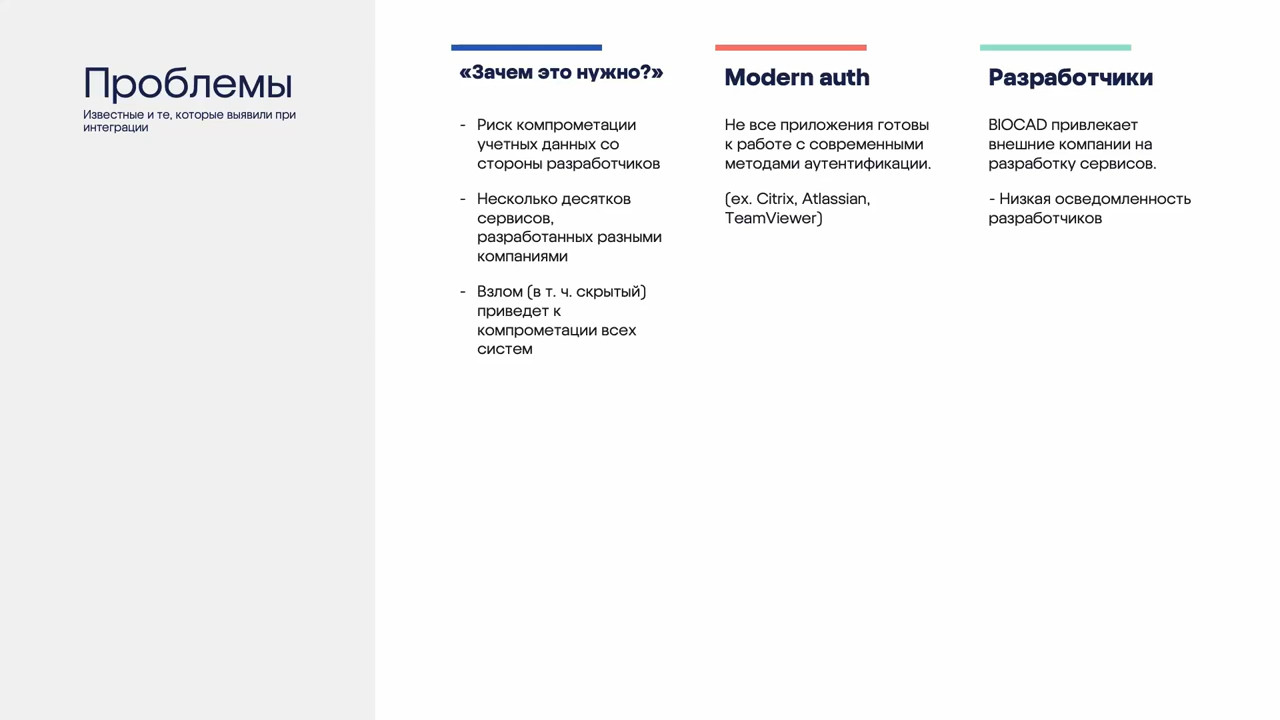 Проблемы
Известные и те, которые выявили при
интеграции
«Зачем это нужно?»
- Риск компрометации
учетных данных со
стороны разработчиков
- Несколько десятков
сервисов,
разработанных разными
компаниями
- Взлом (в т. ч. скрытый)
приведет к
компрометации всех
систем
Modern auth
Не все приложения готовы
к работе с современными
методами аутентификации.
(ex. Citrix, Atlassian,
TeamViewer)
Разработчики
BIOCAD привлекает
внешние компании на
разработку сервисов.
- Низкая осведомленность
разработчиков